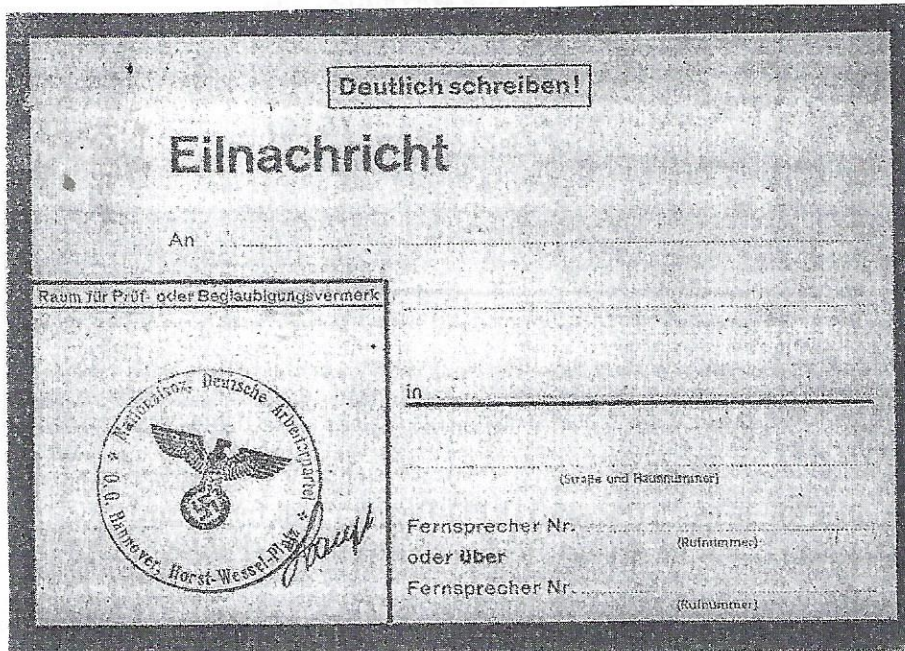 Deutlich schreiben!
Eilnachricht
An
Raum für Prüf- oder Beglaubigungsvermerk
Nationalsoz. Deutsche Arbeiterpartei
* O.G. Hannover, Horst-Wessel-Platz *
in
(Straße und Hausnummer)
Fernsprecher Nr.
(Rufnummer)
oder über
Fernsprecher Nr.
(Rufnummer)